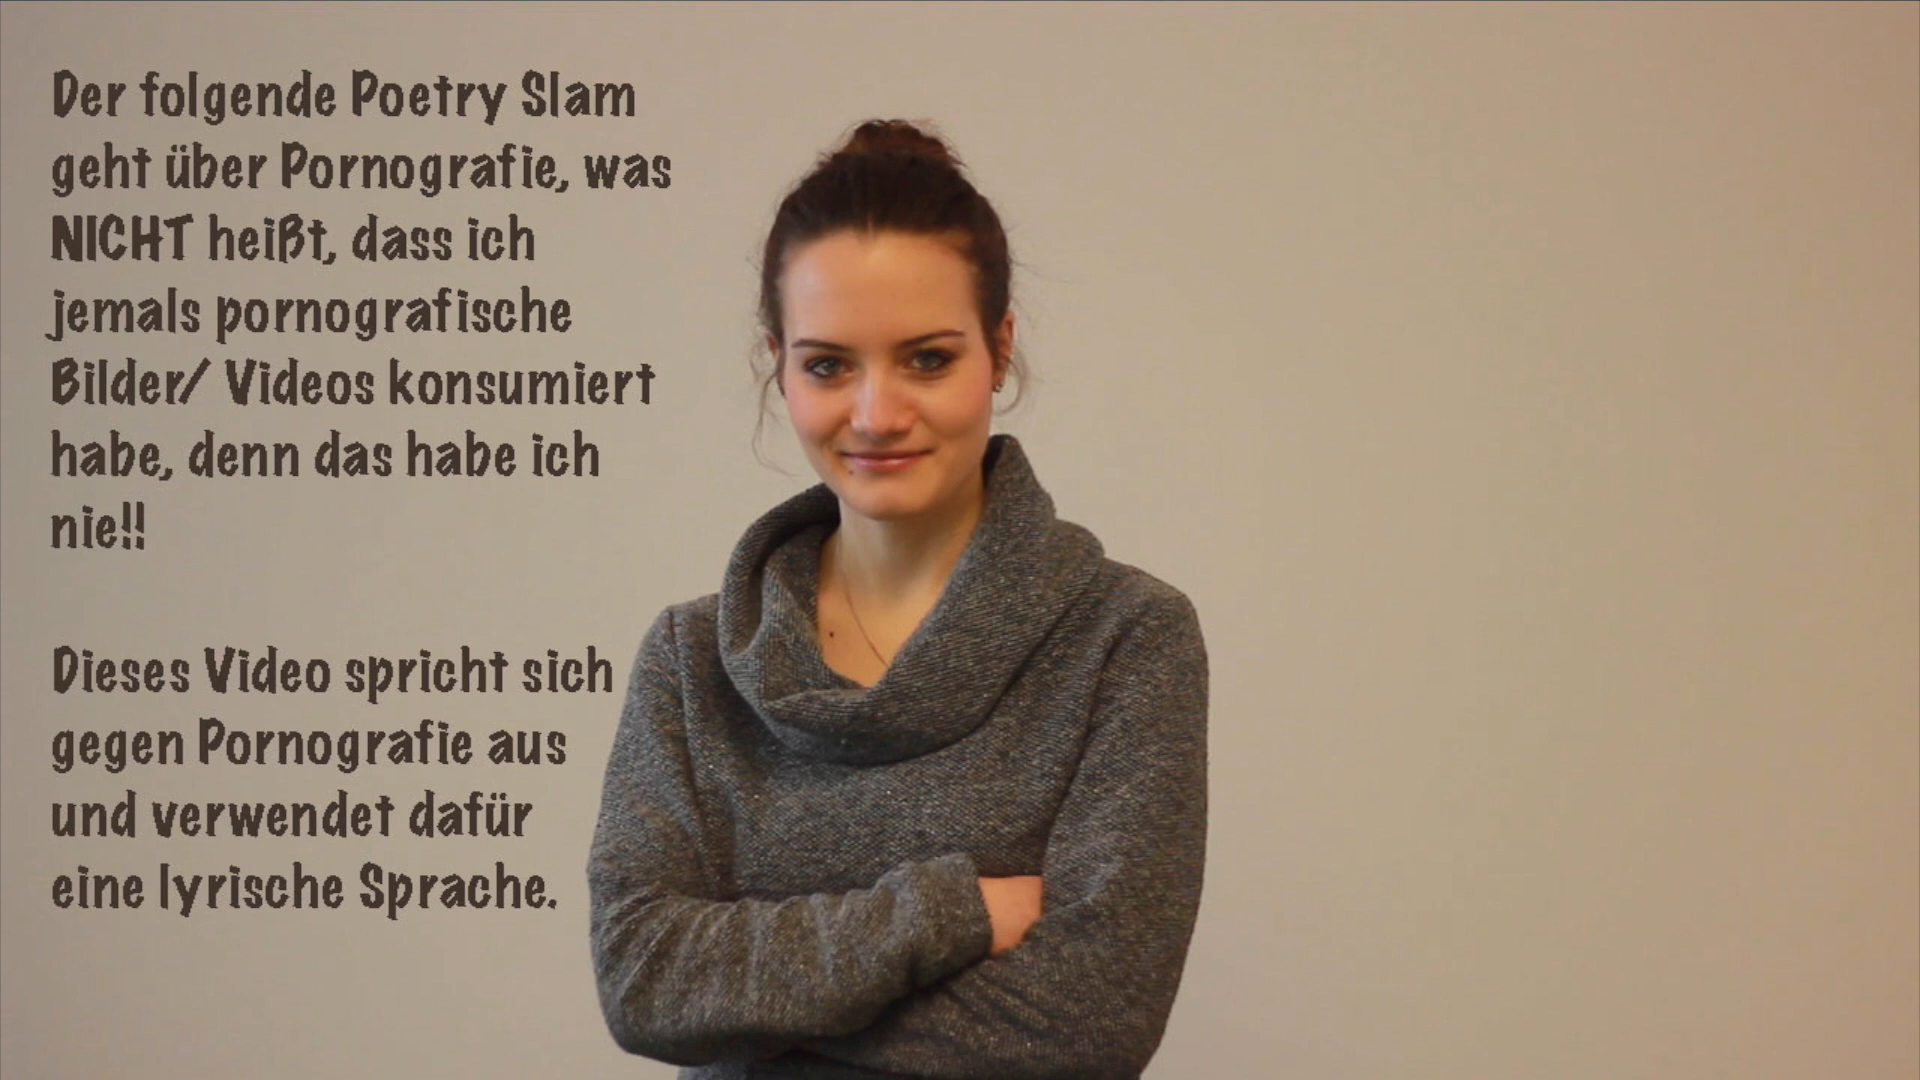 Der folgende Poetry Slam
geht über Pornografie, was
NICHT heißt, dass ich
jemals pornografische
Bilder/ Videos konsumiert
habe, denn das habe ich
nie!!
Dieses Video spricht sich
gegen Pornografie aus
und verwendet dafür
eine lyrische Sprache.